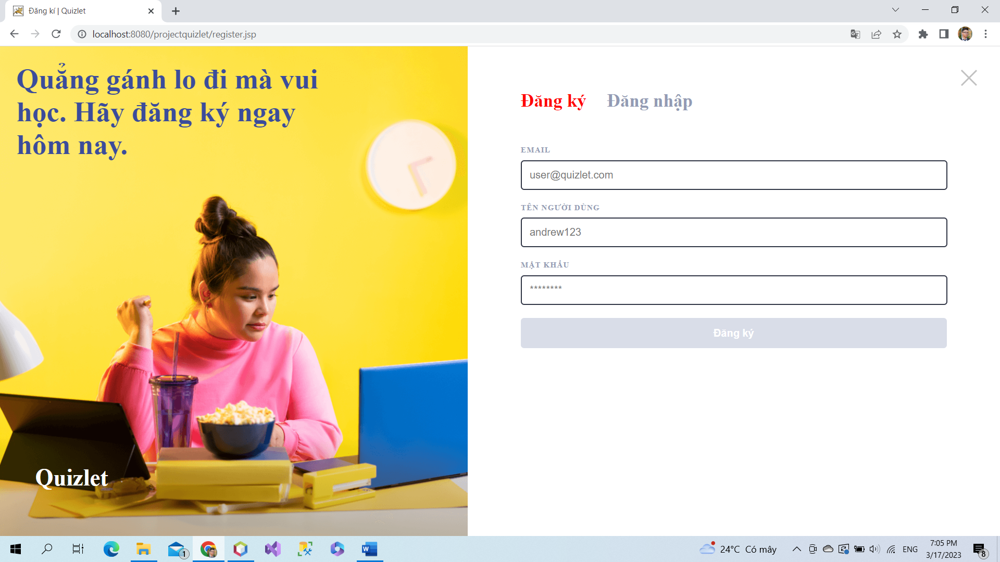 Đăng kí | Quizlet
localhost:8080/projectquizlet/register.jsp
Quẳng gánh lo đi mà vui
học. Hãy đăng ký ngay
hôm nay.
Quizlet
Đăng ký Đăng nhập
EMAIL
user@quizlet.com
TÊN NGƯỜI DÙNG
andrew123
MẬT KHẨU
********
Đăng ký
1
W
24°C Có mây
ENG
7:05 PM
3/17/2023
8